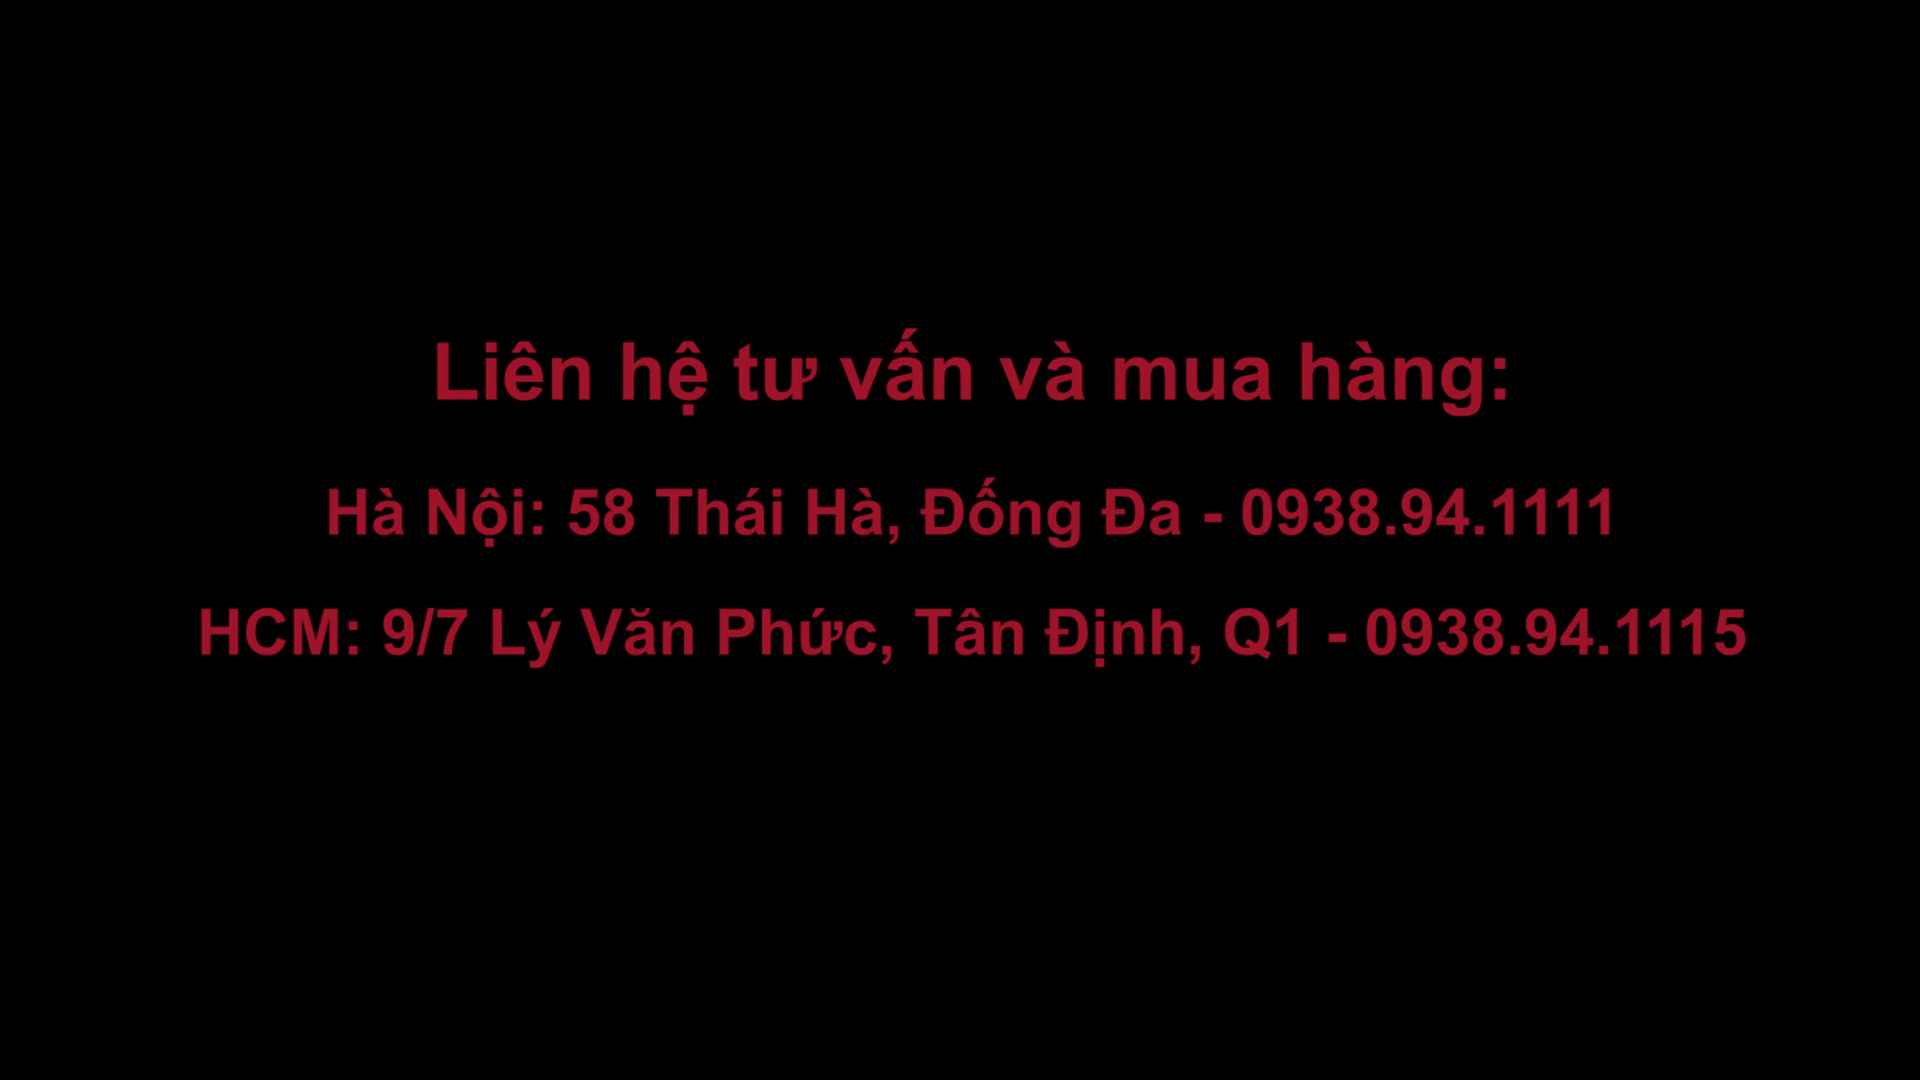 Liên hệ tư vấn và mua hàng:
Hà Nội: 58 Thái Hà, Đống Đa - 0938.94.1111
HCM: 9/7 Lý Văn Phức, Tân Định, Q1 - 0938.94.1115